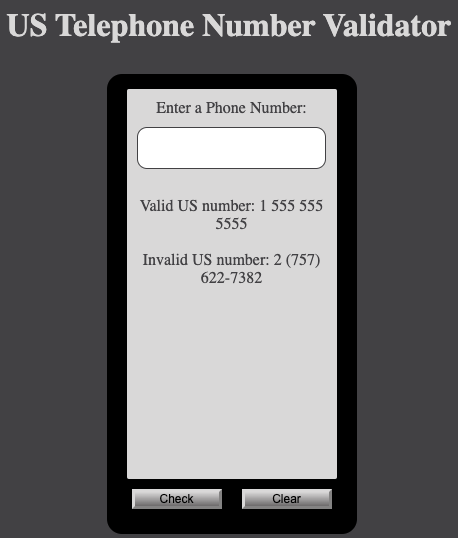 US Telephone Number Validator
Enter a Phone Number:
Valid US number: 1 555 555
5555
Invalid US number: 2 (757)
622-7382
Check
Clear